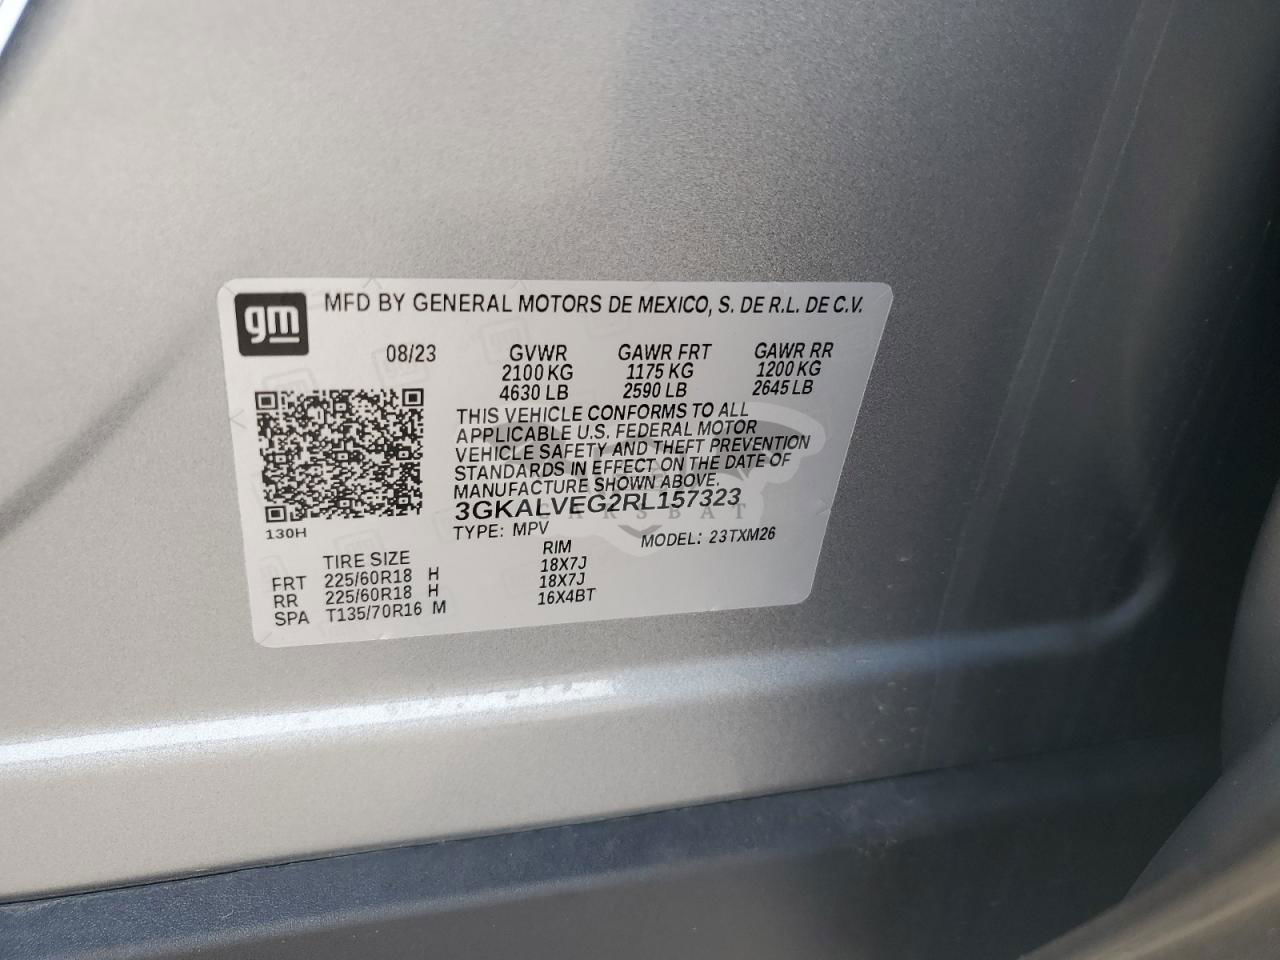 gm MFD BY GENERAL MOTORS DE MEXICO, S. DE R.L. DE C.V.
08/23 GVWR GAWR FRT GAWR RR
2100 KG 1175 KG 1200 KG
4630 LB 2590 LB 2645 LB
THIS VEHICLE CONFORMS TO ALL
APPLICABLE U.S. FEDERAL MOTOR
VEHICLE SAFETY AND THEFT PREVENTION
STANDARDS IN EFFECT ON THE DATE OF
MANUFACTURE SHOWN ABOVE.
3GKALVEG2RL157323
CARSBAT
130H
TYPE: MPV MODEL: 23TXM26
TIRE SIZE RIM
FRT 225/60R18 H 18X7J
RR 225/60R18 H 18X7J
SPA T135/70R16 M 16X4BT